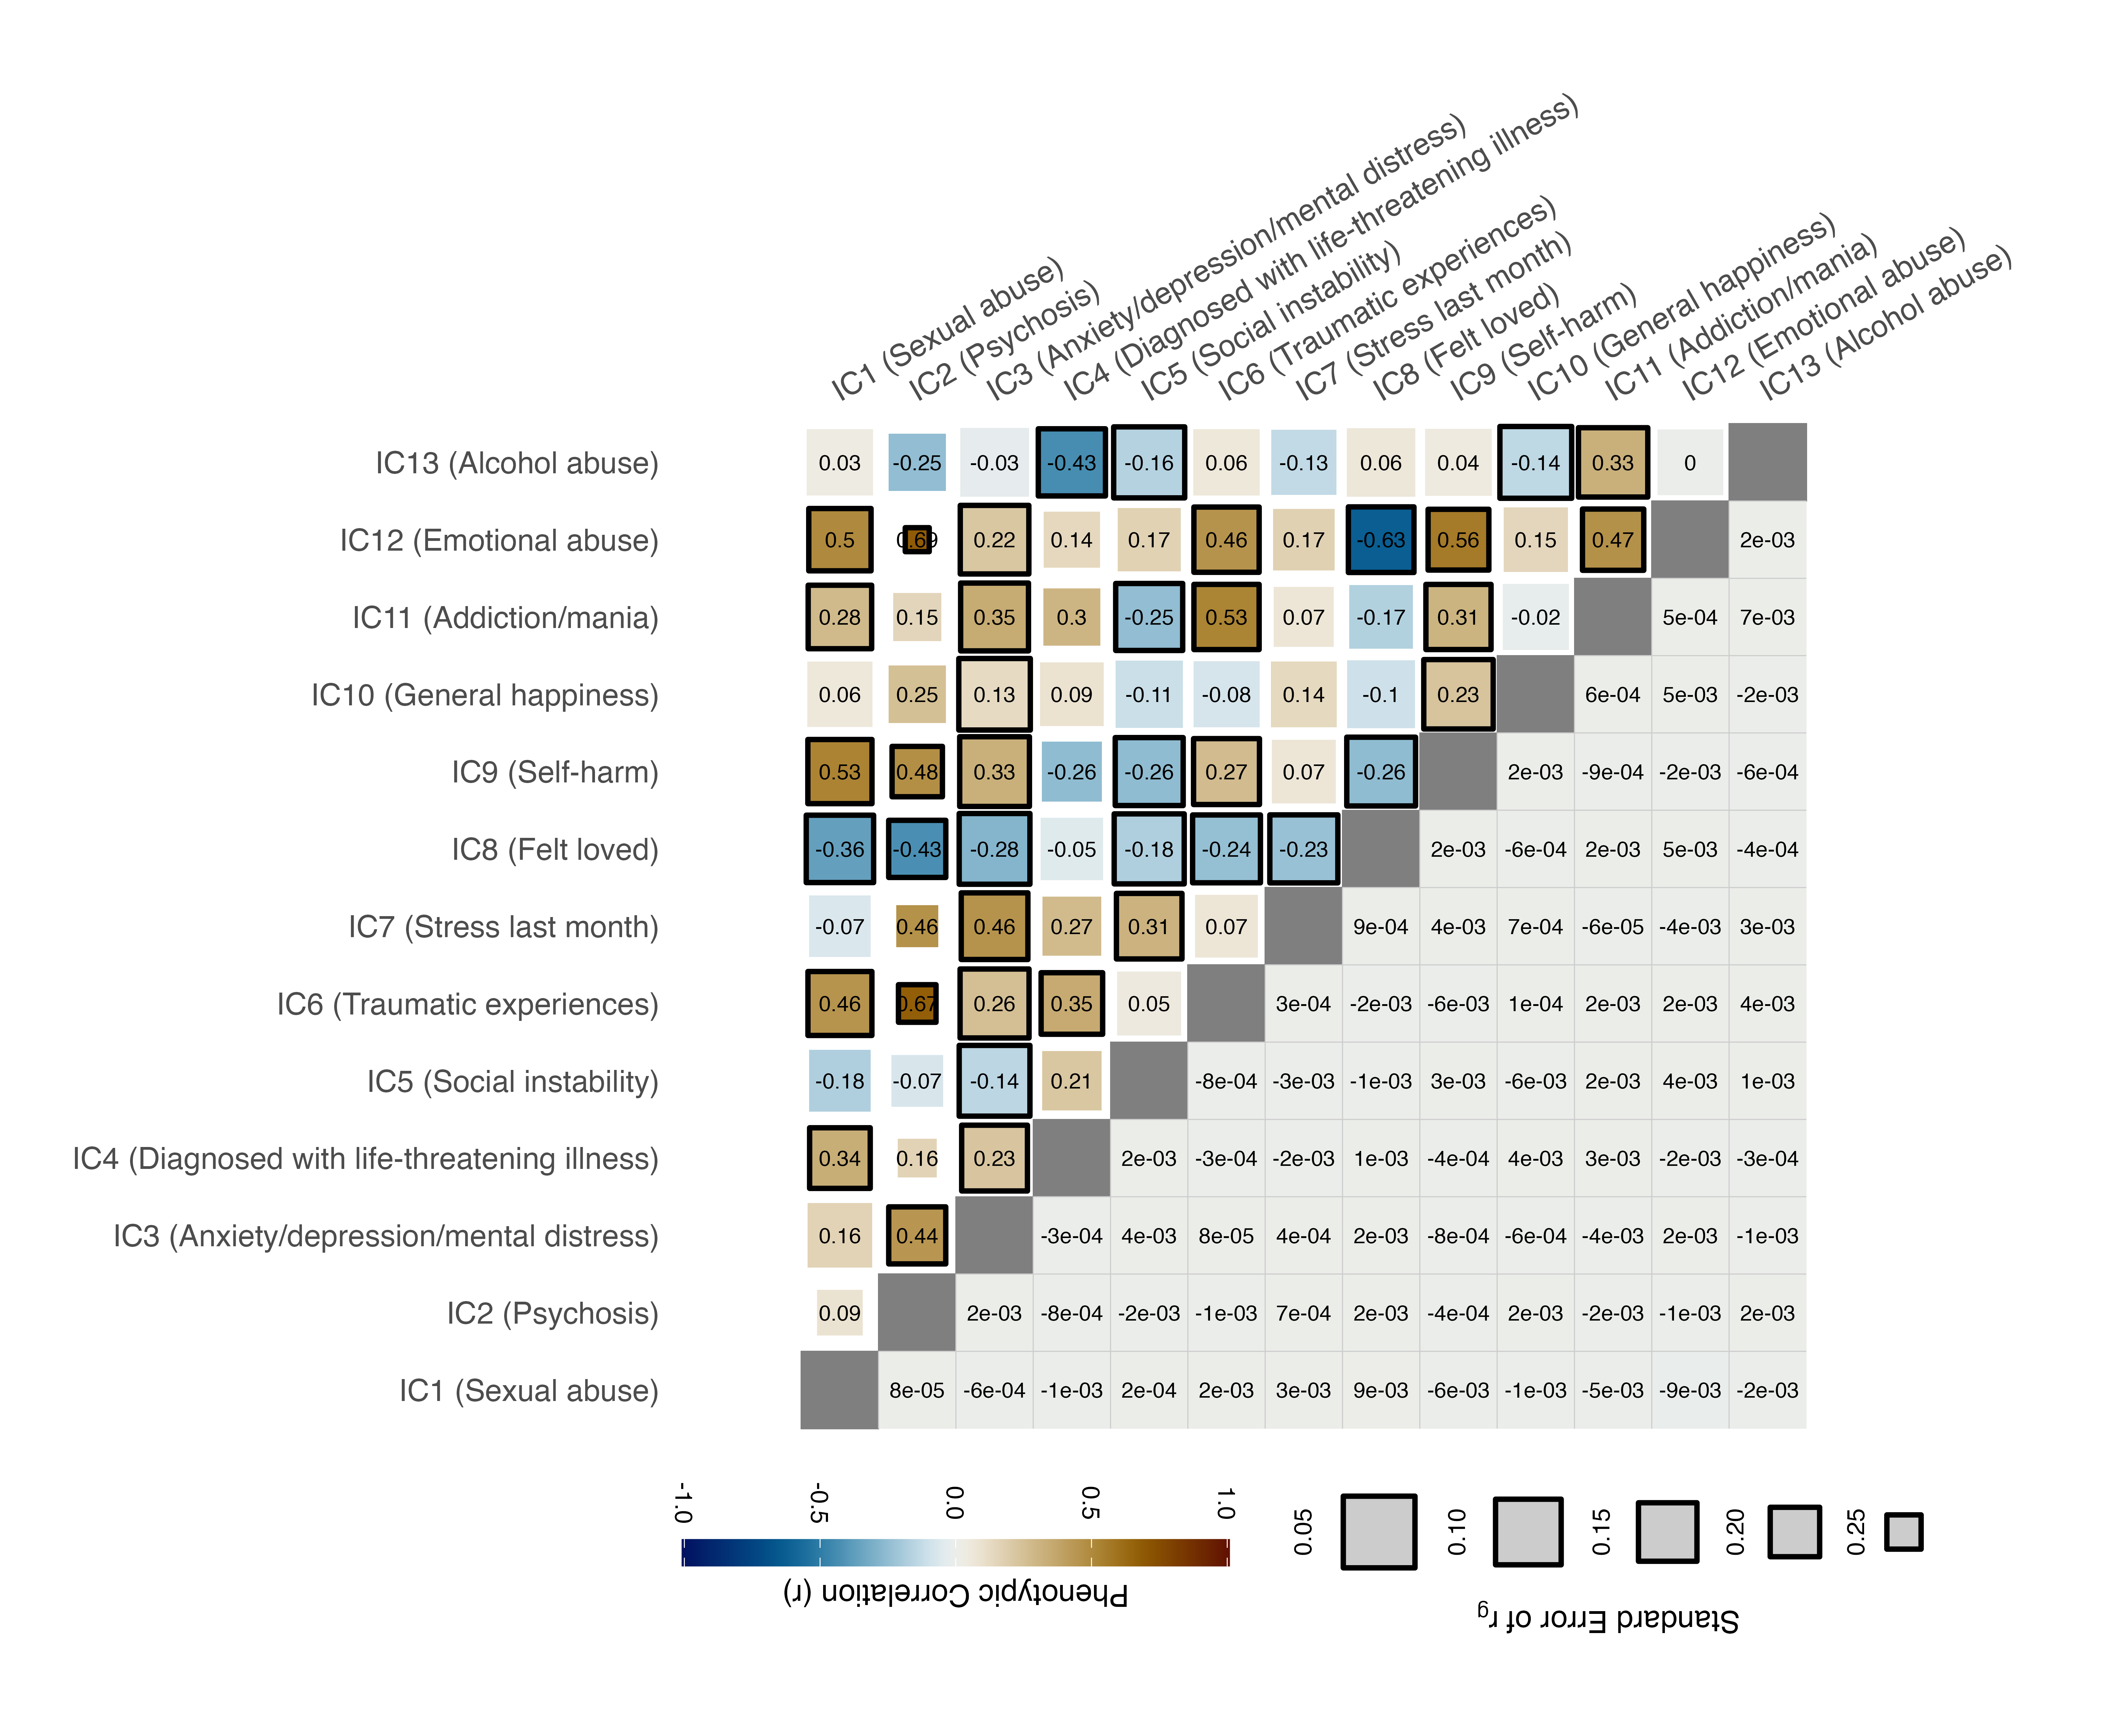 IC1 (Sexual abuse)
IC2 (Psychosis)
IC3 (Anxiety/depression/mental distress)
IC4 (Diagnosed with life-threatening illness)
IC5 (Social instability)
IC6 (Traumatic experiences)
IC7 (Stress last month)
IC8 (Felt loved)
IC9 (Self-harm)
IC10 (General happiness)
IC11 (Addiction/mania)
IC12 (Emotional abuse)
IC13 (Alcohol abuse)
IC13 (Alcohol abuse) 0.03 -0.25 -0.03 -0.43 -0.16 0.06 -0.13 0.06 0.04 -0.14 0.33 0
IC12 (Emotional abuse) 0.5 0.69 0.22 0.14 0.17 0.46 0.17 -0.63 0.56 0.15 0.47 2e-03
IC11 (Addiction/mania) 0.28 0.15 0.35 0.3 -0.25 0.53 0.07 -0.17 0.31 -0.02 5e-04 7e-03
IC10 (General happiness) 0.06 0.25 0.13 0.09 -0.11 -0.08 0.14 -0.1 0.23 6e-04 5e-03 -2e-03
IC9 (Self-harm) 0.53 0.48 0.33 -0.26 -0.26 0.27 0.07 -0.26 2e-03 -9e-04 -2e-03 -6e-04
IC8 (Felt loved) -0.36 -0.43 -0.28 -0.05 -0.18 -0.24 -0.23 2e-03 -6e-04 2e-03 5e-03 -4e-04
IC7 (Stress last month) -0.07 0.46 0.46 0.27 0.31 0.07 9e-04 4e-03 7e-04 -6e-05 -4e-03 3e-03
IC6 (Traumatic experiences) 0.46 0.67 0.26 0.35 0.05 3e-04 -2e-03 -6e-03 1e-04 2e-03 2e-03 4e-03
IC5 (Social instability) -0.18 -0.07 -0.14 0.21 -8e-04 -3e-03 -1e-03 3e-03 -6e-03 2e-03 4e-03 1e-03
IC4 (Diagnosed with life-threatening illness) 0.34 0.16 0.23 2e-03 -3e-04 -2e-03 1e-03 -4e-04 4e-03 3e-03 -2e-03 -3e-04
IC3 (Anxiety/depression/mental distress) 0.16 0.44 -3e-04 4e-03 8e-05 4e-04 2e-03 -8e-04 -6e-04 -4e-03 2e-03 -1e-03
IC2 (Psychosis) 0.09 2e-03 -8e-04 -2e-03 -1e-03 7e-04 2e-03 -4e-04 2e-03 -2e-03 -1e-03 2e-03
IC1 (Sexual abuse) 8e-05 -6e-04 -1e-03 2e-04 2e-03 3e-03 9e-03 -6e-03 -1e-03 -5e-03 -9e-03 -2e-03
-1.0 -0.5 0.0 0.5 1.0
Phenotypic Correlation (r)
0.05 0.10 0.15 0.20 0.25
Standard Error of rg